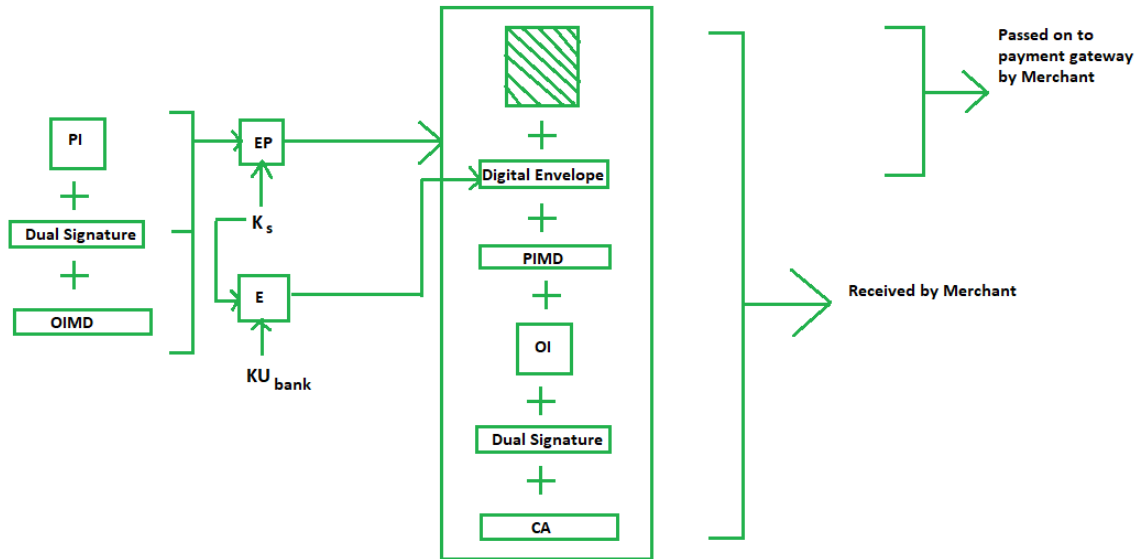 PI
+
Dual Signature
+
OIMD
EP
K s
E
KU bank
+
Digital Envelope
+
PIMD
+
OI
+
Dual Signature
+
CA
Received by Merchant
Passed on to
payment gateway
by Merchant